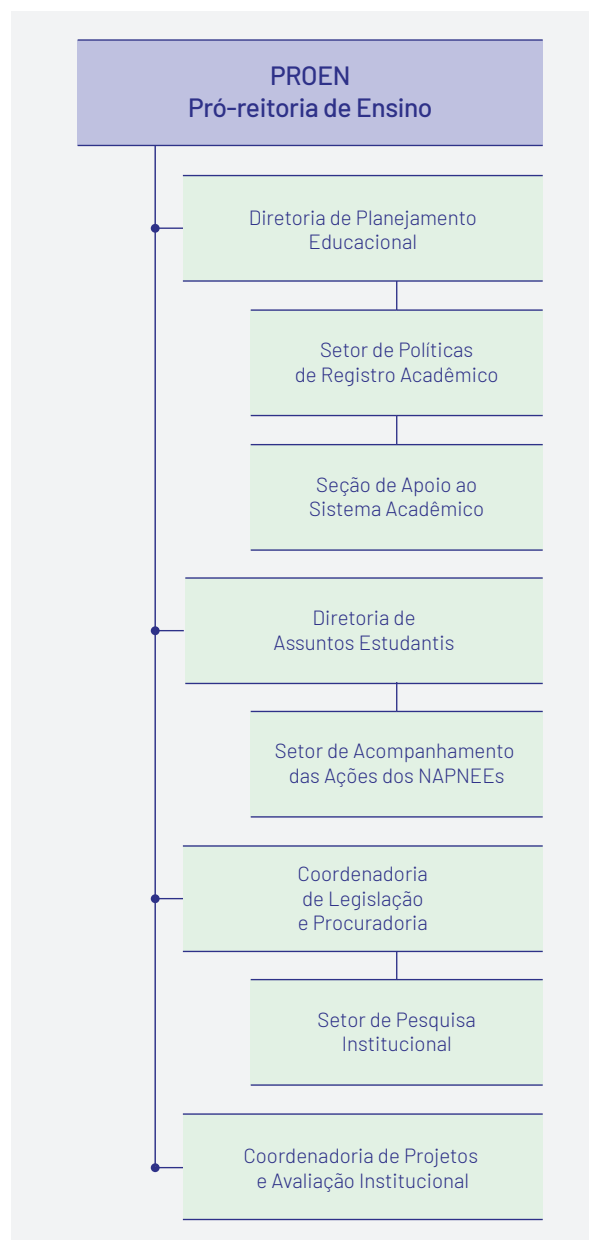 PROEN
Pró-reitoria de Ensino
Diretoria de Planejamento
Educacional
Setor de Políticas
de Registro Acadêmico
Seção de Apoio ao
Sistema Acadêmico
Diretoria de
Assuntos Estudantis
Setor de Acompanhamento
das Ações dos NAPNEEs
Coordenadoria
de Legislação
e Procuradoria
Setor de Pesquisa
Institucional
Coordenadoria de Projetos
e Avaliação Institucional